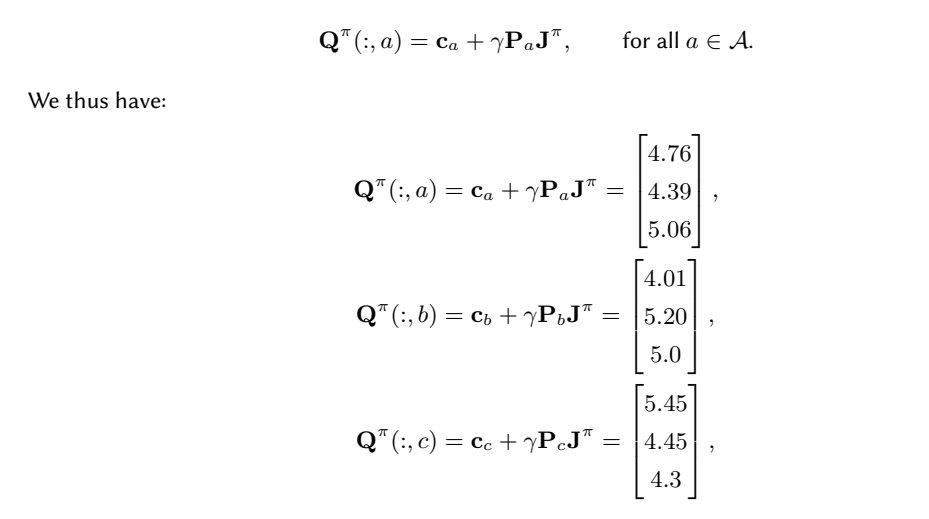 𝐐^π(:, a) = 𝐜_a + γ𝐏_a𝐉^π, for all a ∈ 𝒜.
We thus have:
𝐐^π(:, a) = 𝐜_a + γ𝐏_a𝐉^π = [4.76 4.39 5.06],
𝐐^π(:, b) = 𝐜_b + γ𝐏_b𝐉^π = [4.01 5.20 5.0],
𝐐^π(:, c) = 𝐜_c + γ𝐏_c𝐉^π = [5.45 4.45 4.3],